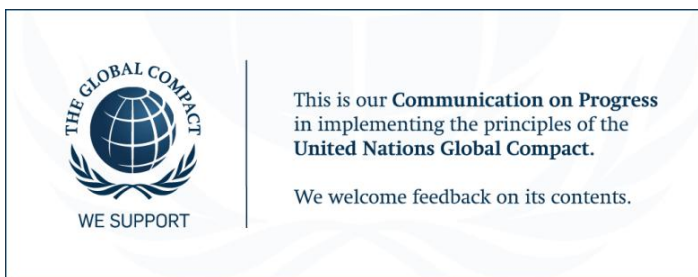 THE GLOBAL COMPACT
WE SUPPORT
This is our Communication on Progress
in implementing the principles of the
United Nations Global Compact.
We welcome feedback on its contents.